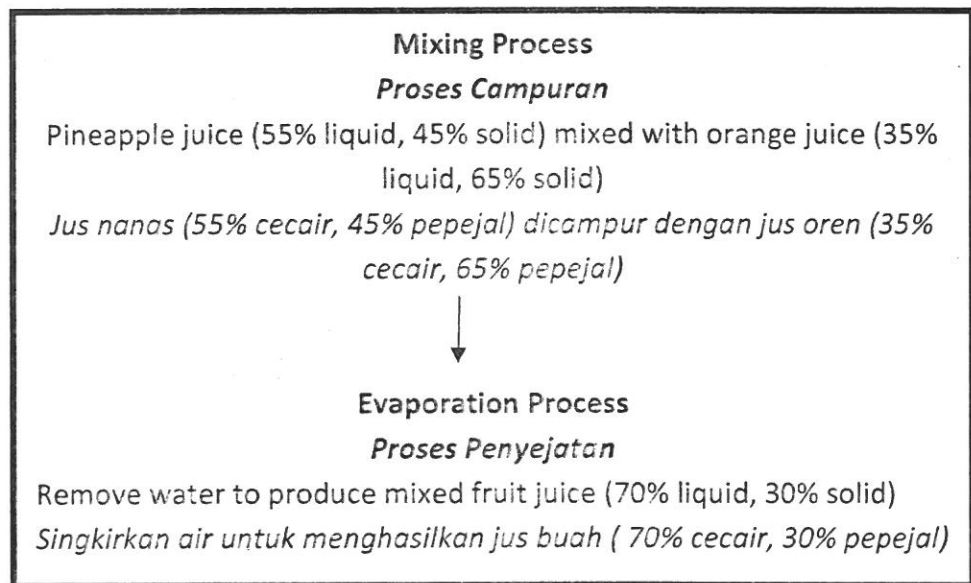 Mixing Process
Proses Campuran
Pineapple juice (55% liquid, 45% solid) mixed with orange juice (35%
liquid, 65% solid)
Jus nanas (55% cecair, 45% pepejal) dicampur dengan jus oren (35%
cecair, 65% pepejal)
Evaporation Process
Proses Penyejatan
Remove water to produce mixed fruit juice (70% liquid, 30% solid)
Singkirkan air untuk menghasilkan jus buah ( 70% cecair, 30% pepejal)